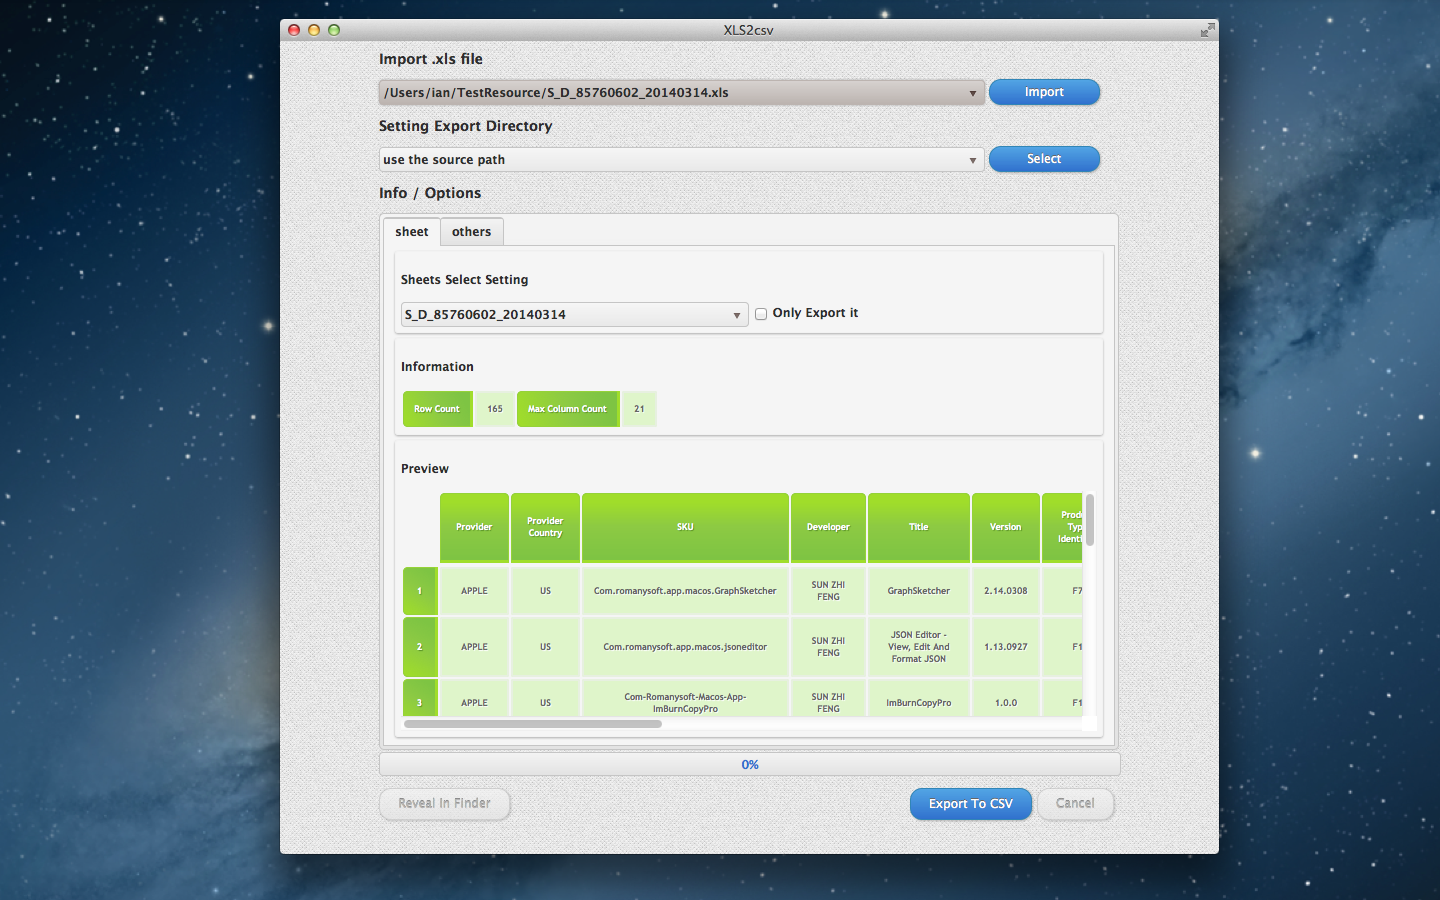 XLS2csv
Import .xls file
/Users/ian/TestResource/S_D_85760602_20140314.xls
Import
Setting Export Directory
use the source path
Select
Info / Options
sheet others
Sheets Select Setting
S_D_85760602_20140314
Only Export it
Information
Row Count 165 Max Column Count 21
Preview
Provider
Provider
Country
SKU
Developer
Title
Version
1
APPLE
US
Com.romanysoft.app.macos.GraphSketcher
SUN ZHI
FENG
GraphSketcher
2.14.0308
2
APPLE
US
Com.romanysoft.app.macos.jsoneditor
SUN ZHI
FENG
JSON Editor -
View, Edit And
Format JSON
1.13.0927
F1
3
APPLE
US
Com-Romanysoft-Macos-App-
ImBurnCopyPro
SUN ZHI
FENG
ImBurnCopyPro
1.0.0
F1
0%
Reveal In Finder
Export To CSV
Cancel